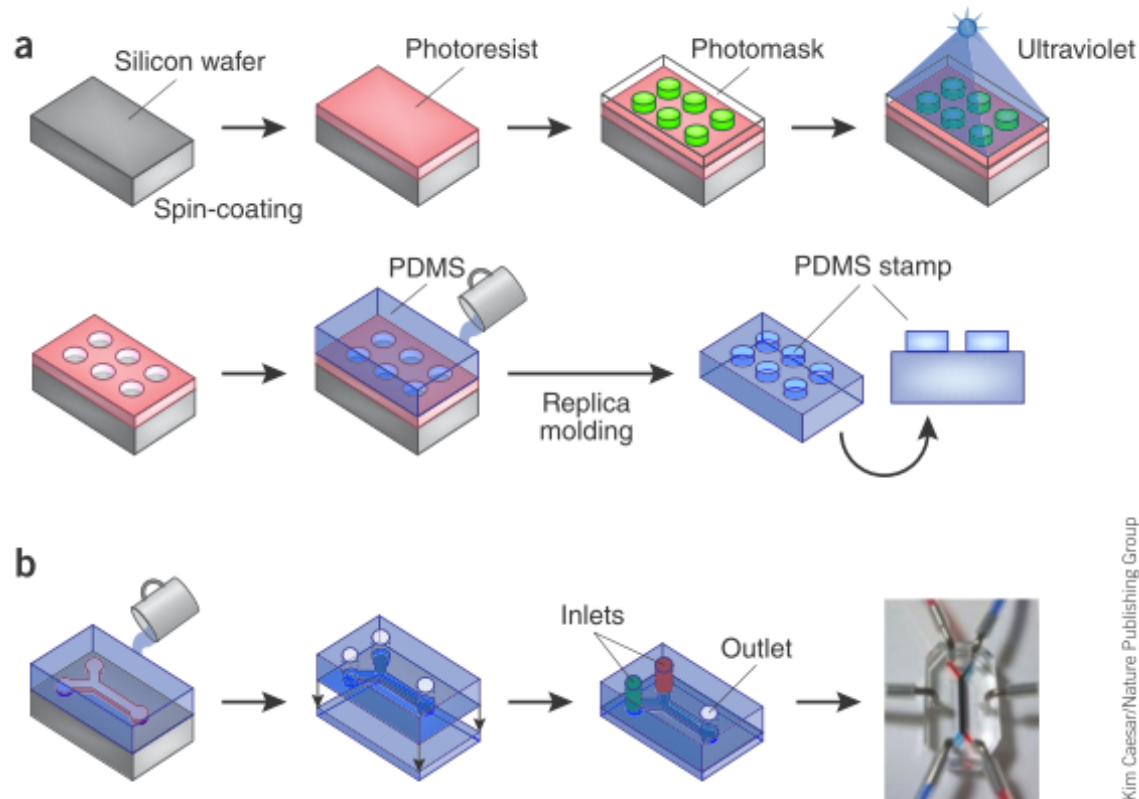 a
Silicon wafer
Photoresist
Photomask
Ultraviolet
Spin-coating
PDMS
PDMS stamp
Replica
molding
b
Inlets
Outlet
Kim Caesar/Nature Publishing Group